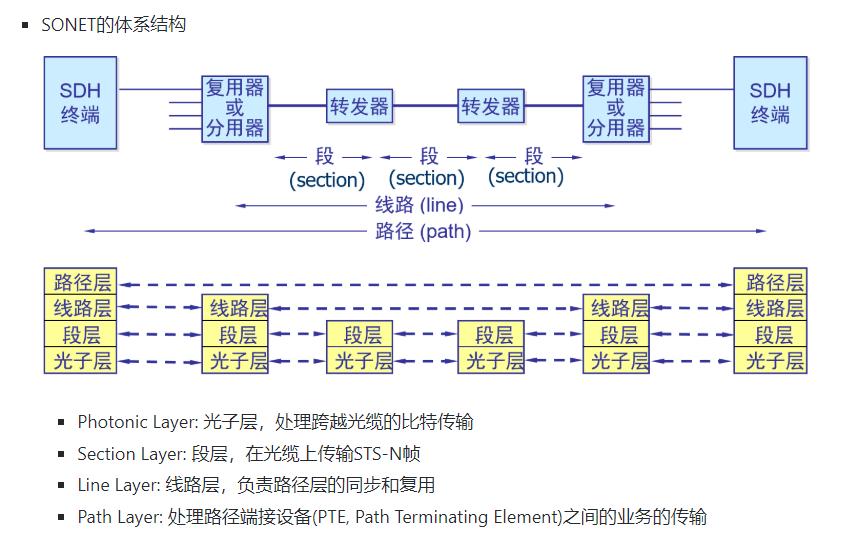 SONET的体系结构
SDH
终端
复用器
或
分用器
转发器
转发器
复用器
或
分用器
SDH
终端
段
(section)
段
(section)
段
(section)
线路 (line)
路径 (path)
路径层
路径层
线路层
线路层
线路层
线路层
段层
段层
段层
段层
段层
段层
光子层
光子层
光子层
光子层
光子层
光子层
Photonic Layer: 光子层，处理跨越光缆的比特传输
Section Layer: 段层，在光缆上传输STS-N帧
Line Layer: 线路层，负责路径层的同步和复用
Path Layer: 处理路径端接设备(PTE, Path Terminating Element)之间的业务的传输